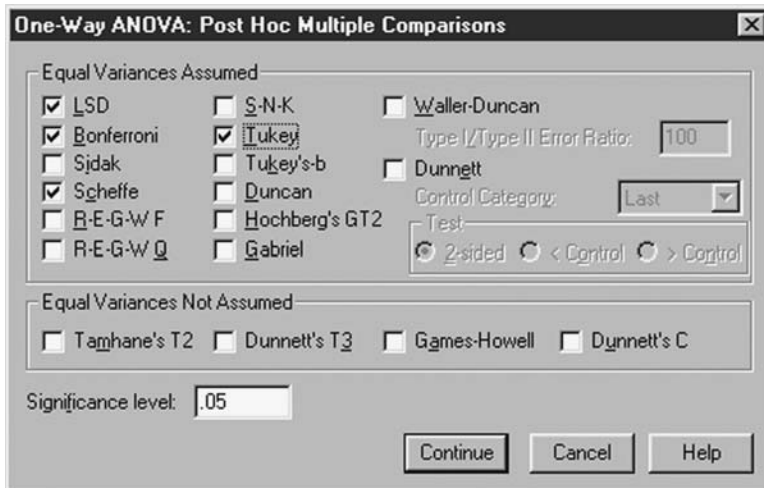 One-Way ANOVA: Post Hoc Multiple Comparisons
Equal Variances Assumed
LSD
S-N-K
Waller-Duncan
Bonferroni
Tukey
Type I/Type II Error Ratio:
100
Sidak
Tukey's-b
Dunnett
Scheffe
Duncan
Control Category:
Last
R-E-G-W F
Hochberg's GT2
Test
R-E-G-W Q
Gabriel
2-sided
< Control
> Control
Equal Variances Not Assumed
Tamhane's T2
Dunnett's T3
Games-Howell
Dunnett's C
Significance level:
.05
Continue
Cancel
Help